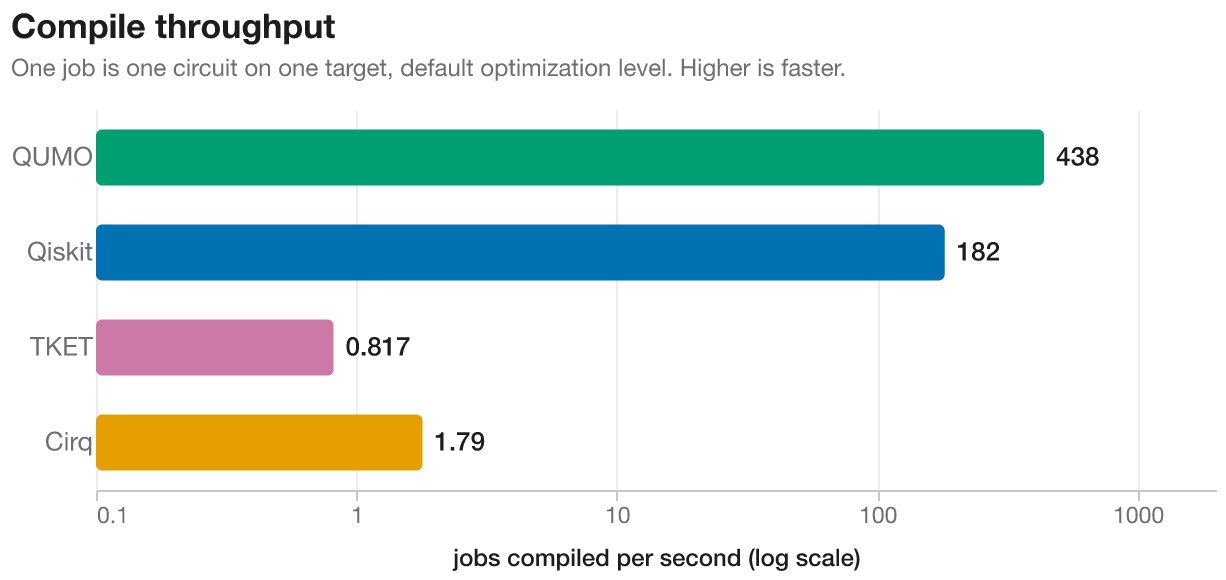 Compile throughput
One job is one circuit on one target, default optimization level. Higher is faster.
QUMO 438
Qiskit 182
TKET 0.817
Cirq 1.79
0.1 1 10 100 1000
jobs compiled per second (log scale)